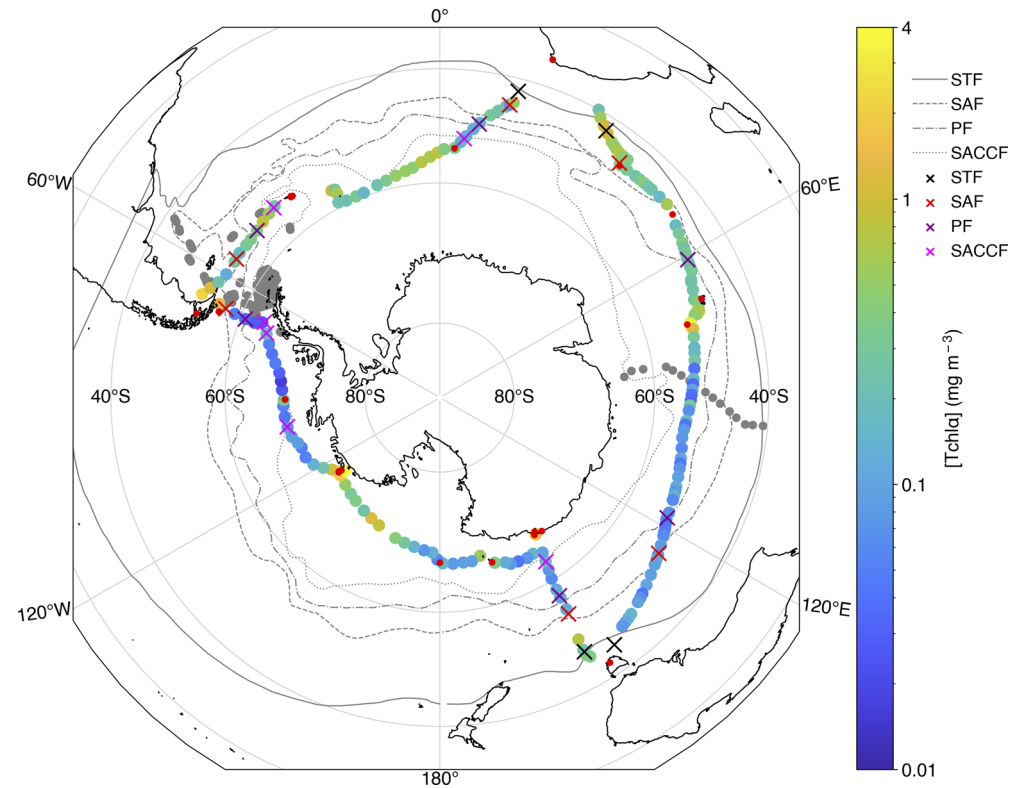 0°
4
STF
SAF
PF
SACCF
60°W
60°E
STF
1
SAF
PF
SACCF
40°S
60°S
80°S
80°S
60°S
40°S
[Tchla] (mg m⁻³)
0.1
120°W
120°E
180°
0.01